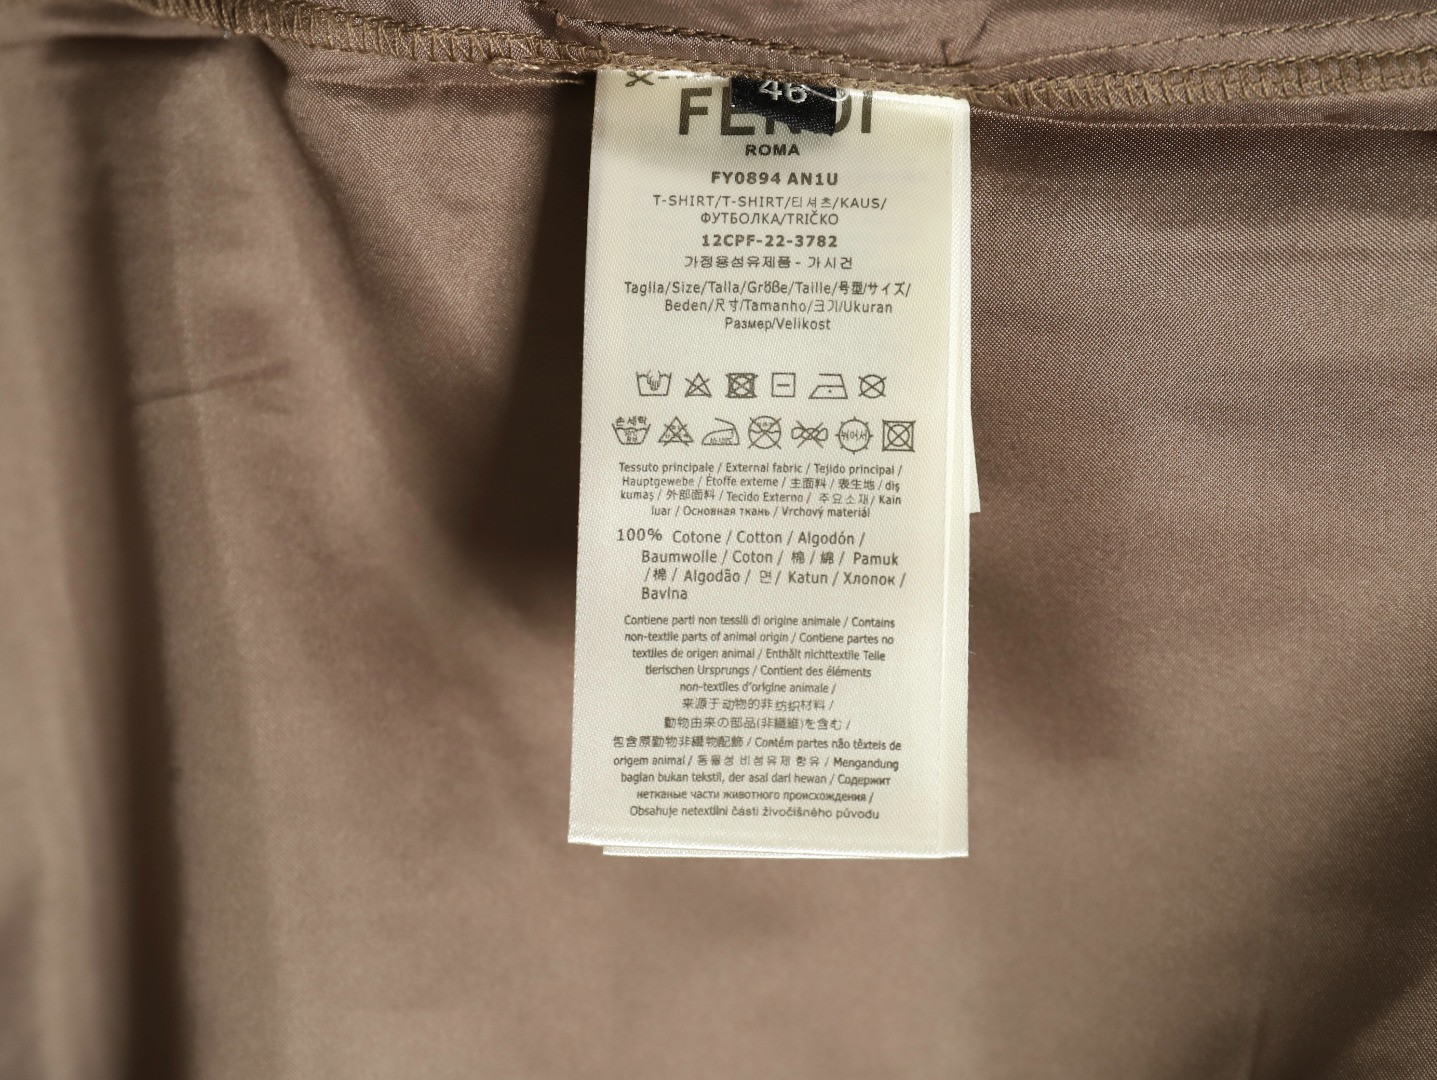 46
FENDI
ROMA
FY0894 AN1U
T-SHIRT/T-SHIRT/티셔츠/KAUS/
ФУТБОЛКА/TRIČKO
12CPF-22-3782
가정용섬유제품 - 가시건
Taglia/Size/Talla/Größe/Taille/号型/サイズ/
Beden/尺寸/Tamanho/크기/Ukuran
Размер/Velikost
손세탁
Tessuto principale / External fabric / Tejido principal /
Hauptgewebe / Étoffe externe / 主面料 / 表生地 / dış
kumaş / 外部面料 / Tecido Externo / 주요소재/ Kain
luar / Основная ткань / Vrchový materiál
100% Cotone / Cotton / Algodón /
Baumwolle / Coton / 棉 / 綿 / Pamuk
/ 棉 / Algodão / 면 / Katun / Хлопок /
Bavlna
Contiene parti non tessili di origine animale / Contains
non-textile parts of animal origin / Contiene partes no
textiles de origen animal / Enthält nichttextile Teile
tierischen Ursprungs / Contient des éléments
non-textiles d'origine animale /
来源于动物的非纺织材料 /
動物由来の部品(非繊維)を含む /
包含原動物非織物配飾 / Contém partes não têxteis de
origem animal / 동물성 비섬유제 함유 / Mengandung
bagian bukan tekstil, der asal dari hewan / Содержит
нетканые части животного происхождения /
Obsahuje netextilní části živočišného původu